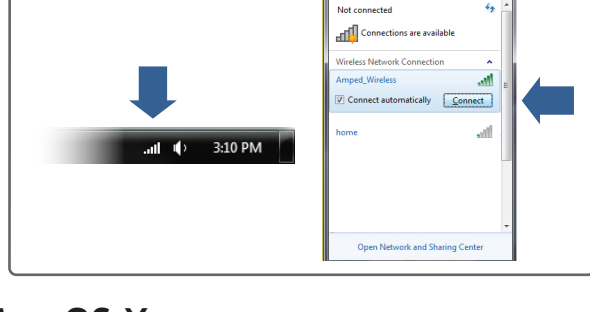 Not connected
Connections are available
Wireless Network Connection
Amped_Wireless
Connect automatically
Connect
home
3:10 PM
Open Network and Sharing Center
OS X